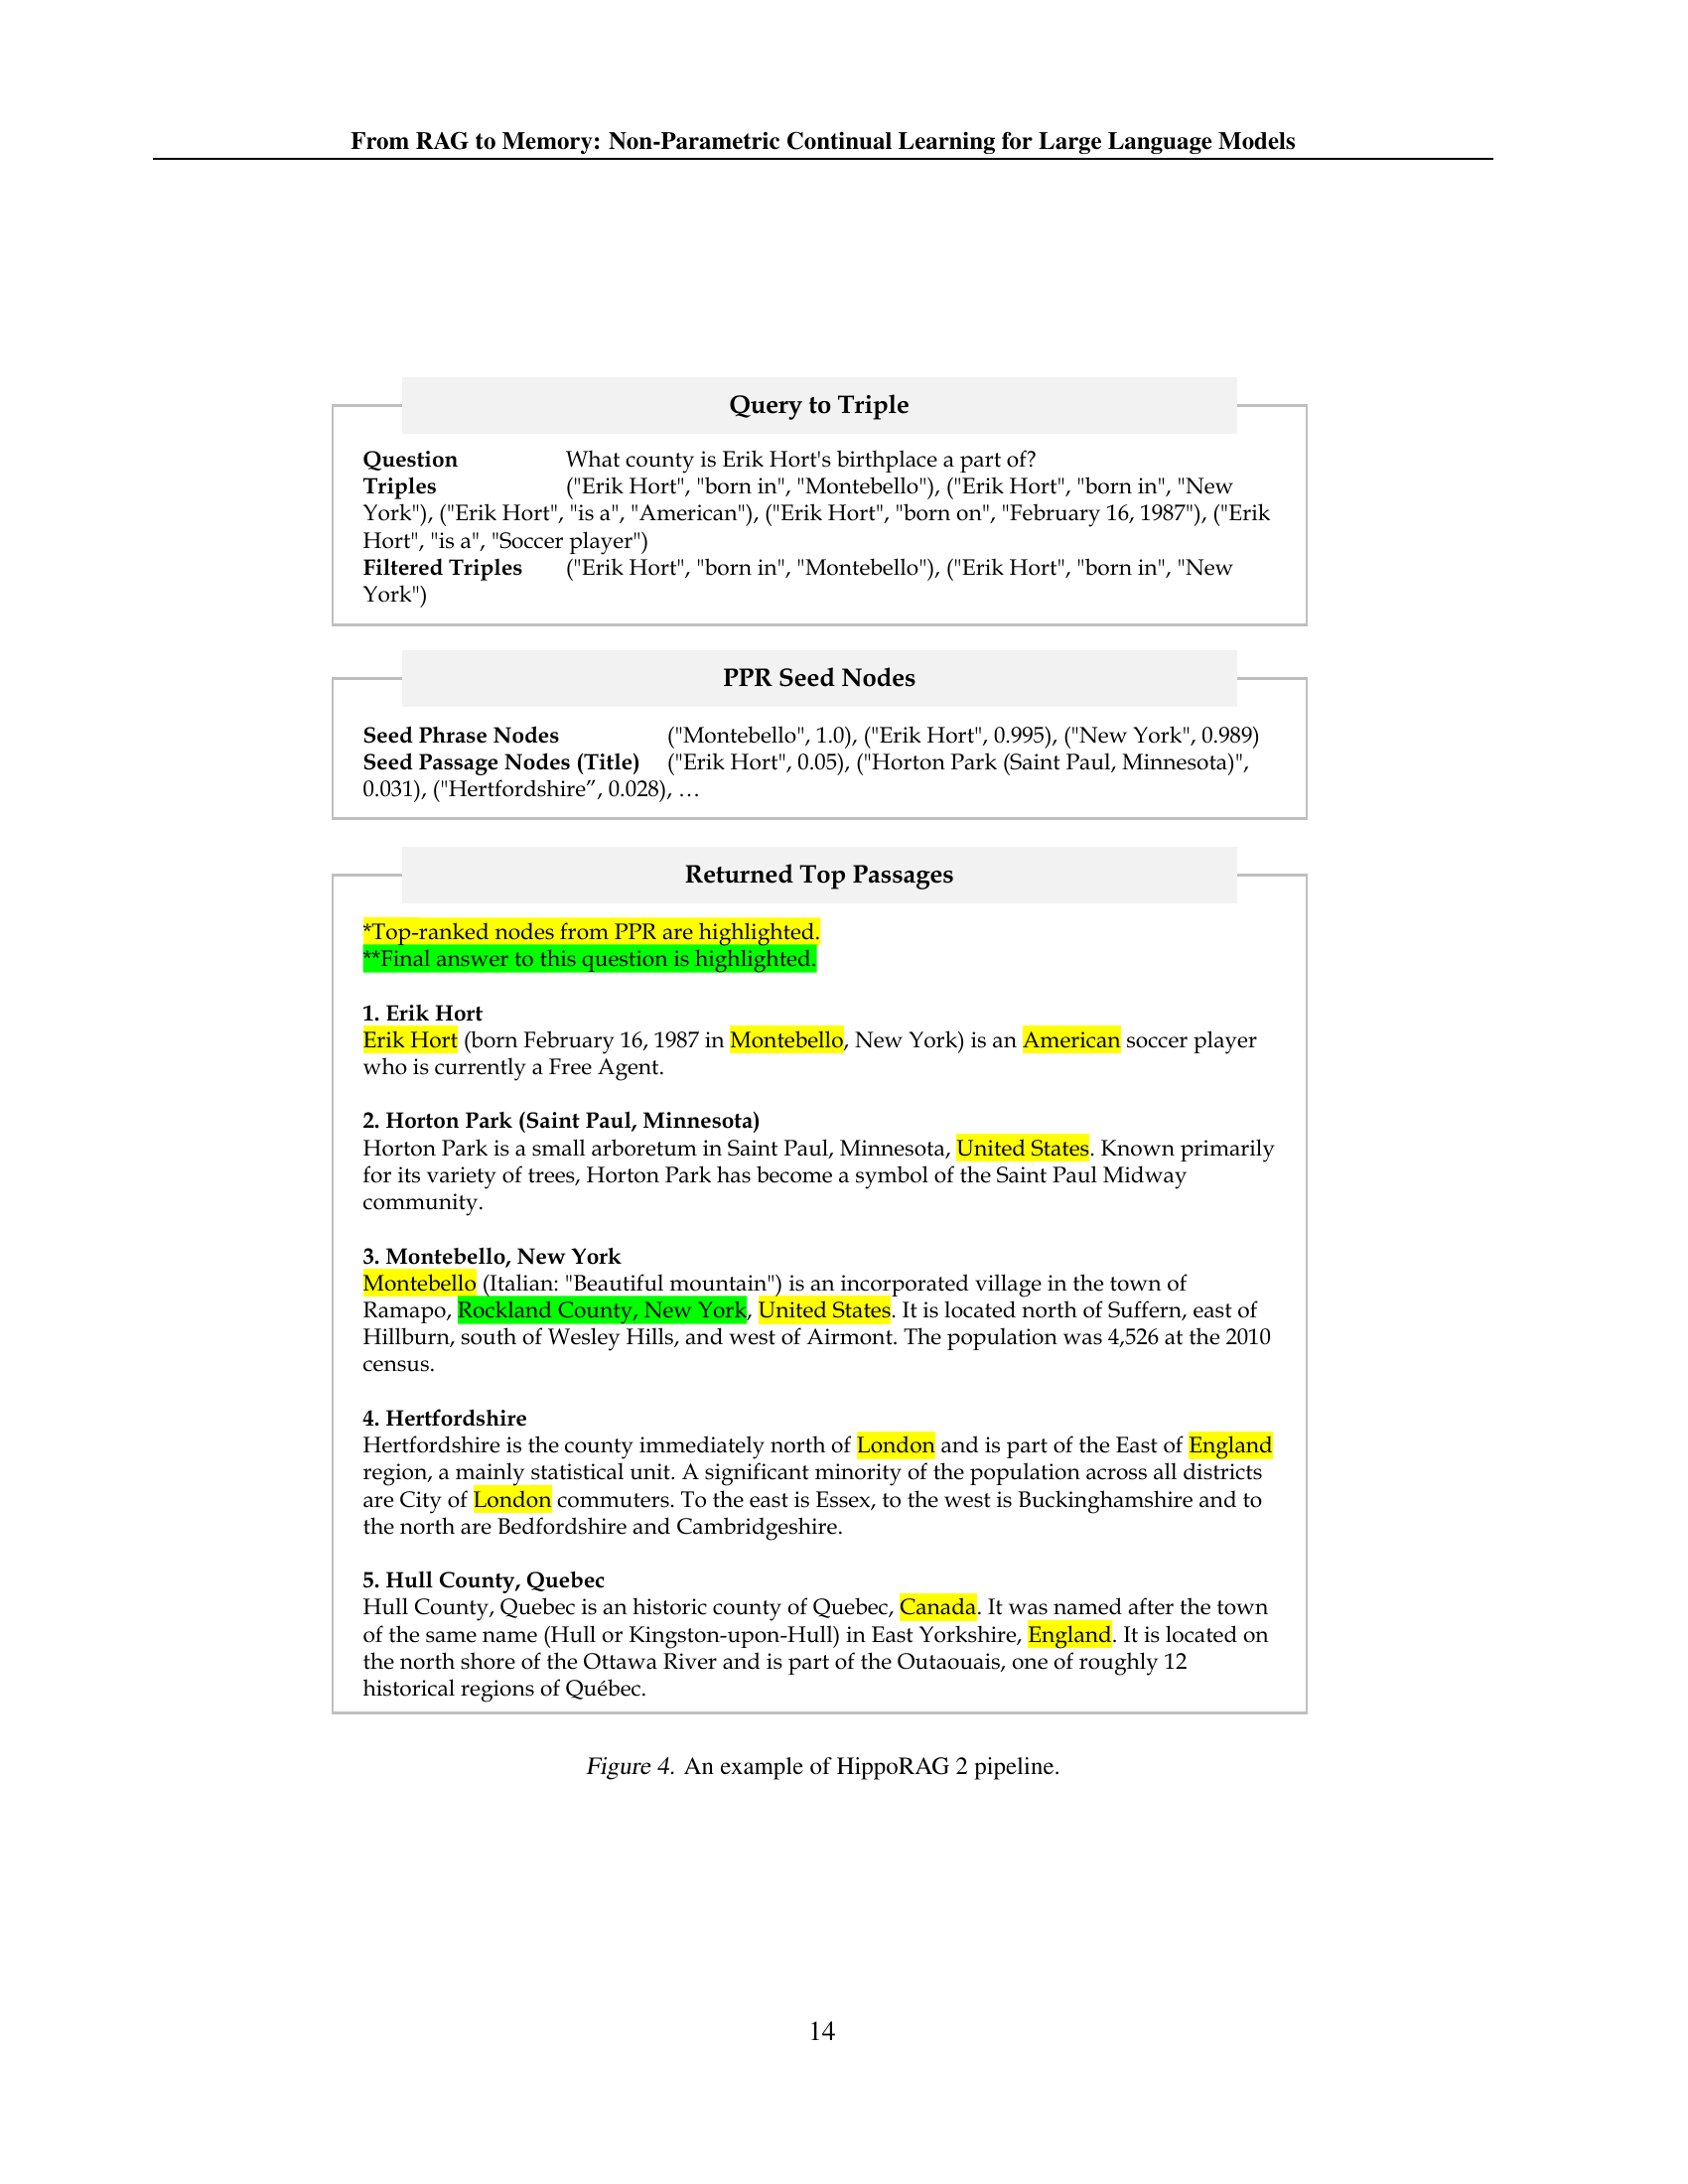 From RAG to Memory: Non-Parametric Continual Learning for Large Language Models
Query to Triple
Question What county is Erik Hort's birthplace a part of?
Triples ("Erik Hort", "born in", "Montebello"), ("Erik Hort", "born in", "New
York"), ("Erik Hort", "is a", "American"), ("Erik Hort", "born on", "February 16, 1987"), ("Erik
Hort", "is a", "Soccer player")
Filtered Triples ("Erik Hort", "born in", "Montebello"), ("Erik Hort", "born in", "New
York")
PPR Seed Nodes
Seed Phrase Nodes ("Montebello", 1.0), ("Erik Hort", 0.995), ("New York", 0.989)
Seed Passage Nodes (Title) ("Erik Hort", 0.05), ("Horton Park (Saint Paul, Minnesota)",
0.031), ("Hertfordshire”, 0.028), …
Returned Top Passages
*Top-ranked nodes from PPR are highlighted.
**Final answer to this question is highlighted.
1. Erik Hort
Erik Hort (born February 16, 1987 in Montebello, New York) is an American soccer player
who is currently a Free Agent.
2. Horton Park (Saint Paul, Minnesota)
Horton Park is a small arboretum in Saint Paul, Minnesota, United States. Known primarily
for its variety of trees, Horton Park has become a symbol of the Saint Paul Midway
community.
3. Montebello, New York
Montebello (Italian: "Beautiful mountain") is an incorporated village in the town of
Ramapo, Rockland County, New York, United States. It is located north of Suffern, east of
Hillburn, south of Wesley Hills, and west of Airmont. The population was 4,526 at the 2010
census.
4. Hertfordshire
Hertfordshire is the county immediately north of London and is part of the East of England
region, a mainly statistical unit. A significant minority of the population across all districts
are City of London commuters. To the east is Essex, to the west is Buckinghamshire and to
the north are Bedfordshire and Cambridgeshire.
5. Hull County, Quebec
Hull County, Quebec is an historic county of Quebec, Canada. It was named after the town
of the same name (Hull or Kingston-upon-Hull) in East Yorkshire, England. It is located on
the north shore of the Ottawa River and is part of the Outaouais, one of roughly 12
historical regions of Québec.
Figure 4. An example of HippoRAG 2 pipeline.
14